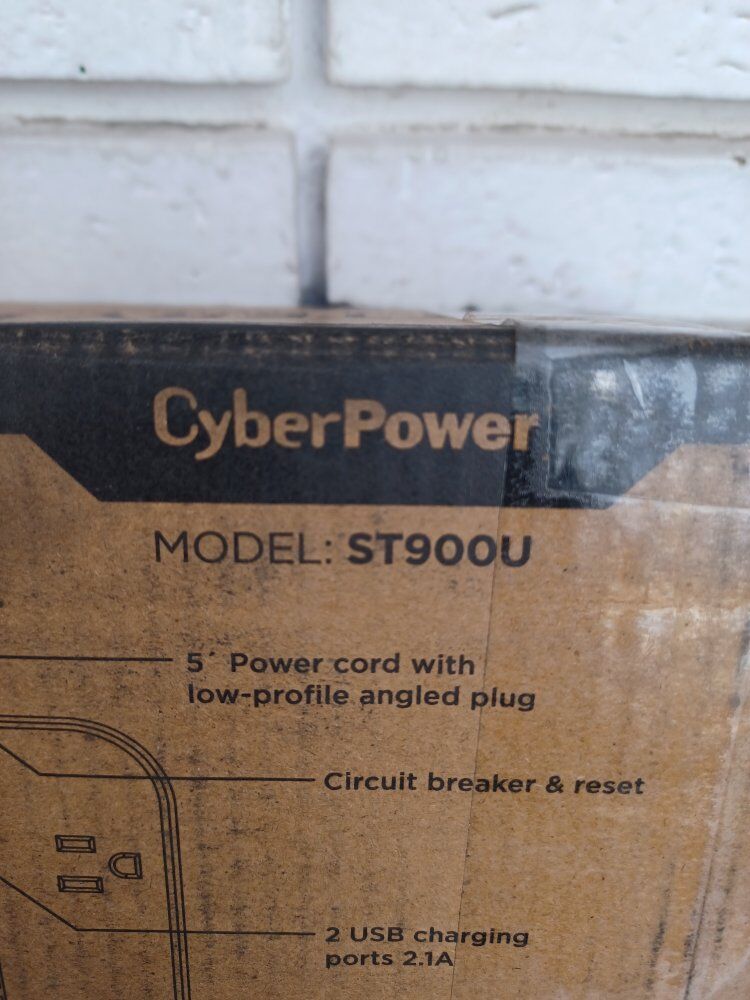 CyberPower
MODEL: ST900U
5´ Power cord with
low-profile angled plug
Circuit breaker & reset
2 USB charging
ports 2.1A